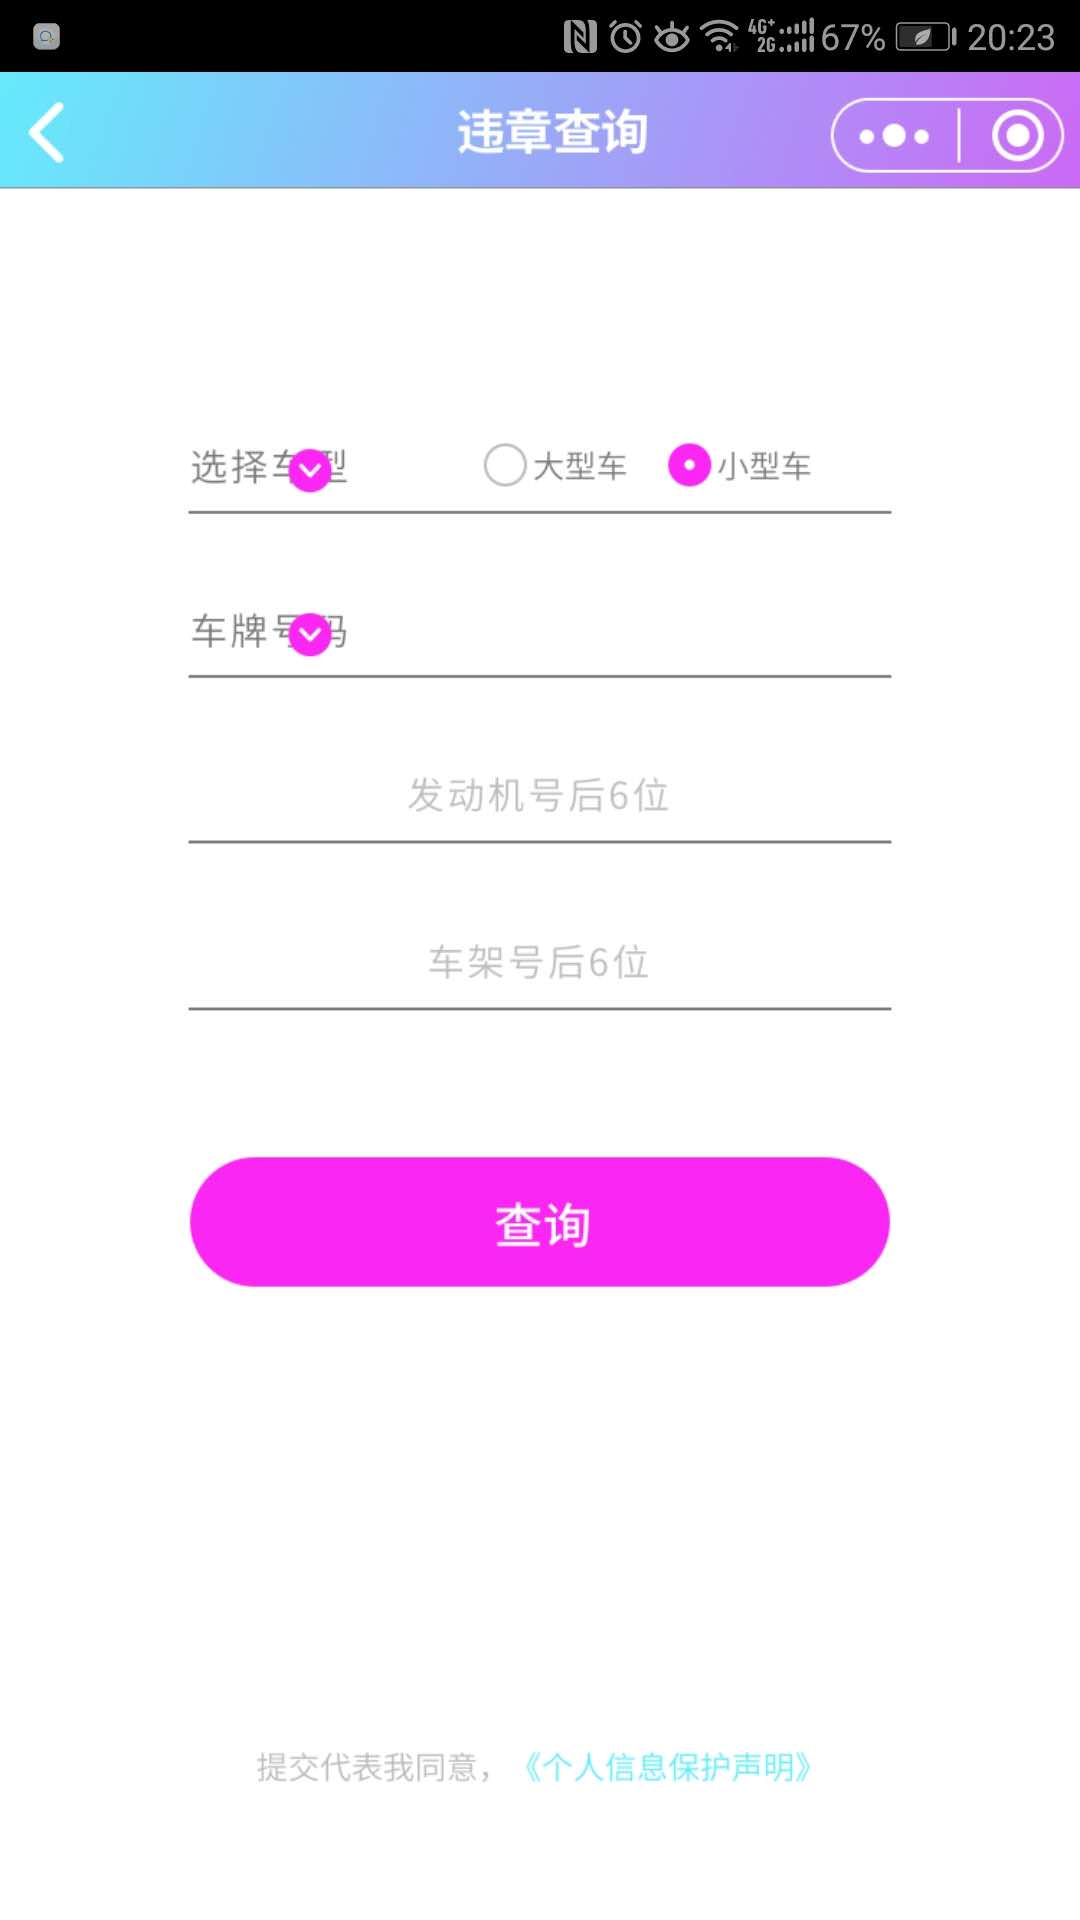 4G+ 2G 67% 20:23
违章查询
选择车型 大型车 小型车
车牌号码
发动机号后6位
车架号后6位
查询
提交代表我同意，《个人信息保护声明》